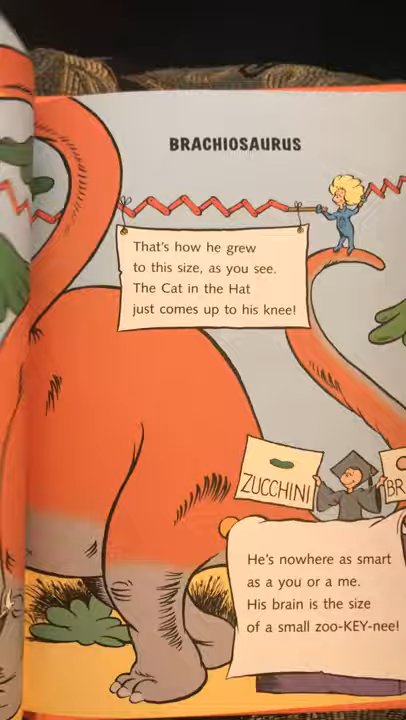 BRACHIOSAURUS
That's how he grew
to this size, as you see.
The Cat in the Hat
just comes up to his knee!
ZUCCHINI
BR
He's nowhere as smart
as a you or a me.
His brain is the size
of a small zoo-KEY-nee!